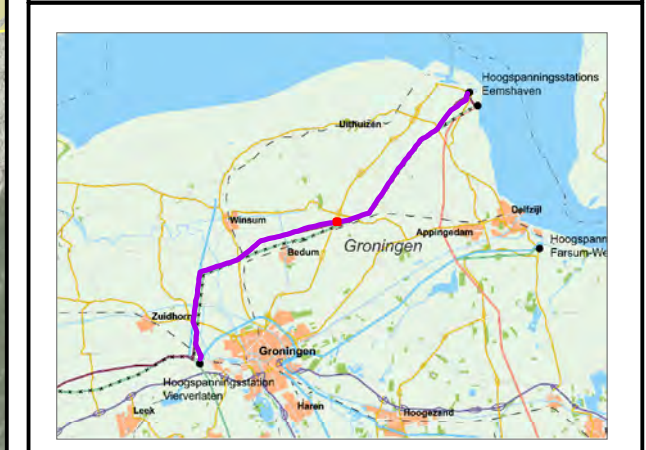 Hoogspanningsstations
Eemshaven
Uithuizen
Winsum
Delfzijl
Appingedam
Groningen
Bedum
Hoogspann
Farsum-We
Zuidhorn
Groningen
Hoogspanningsstation
Vierverlaten
Leek
Haren
Hoogezand